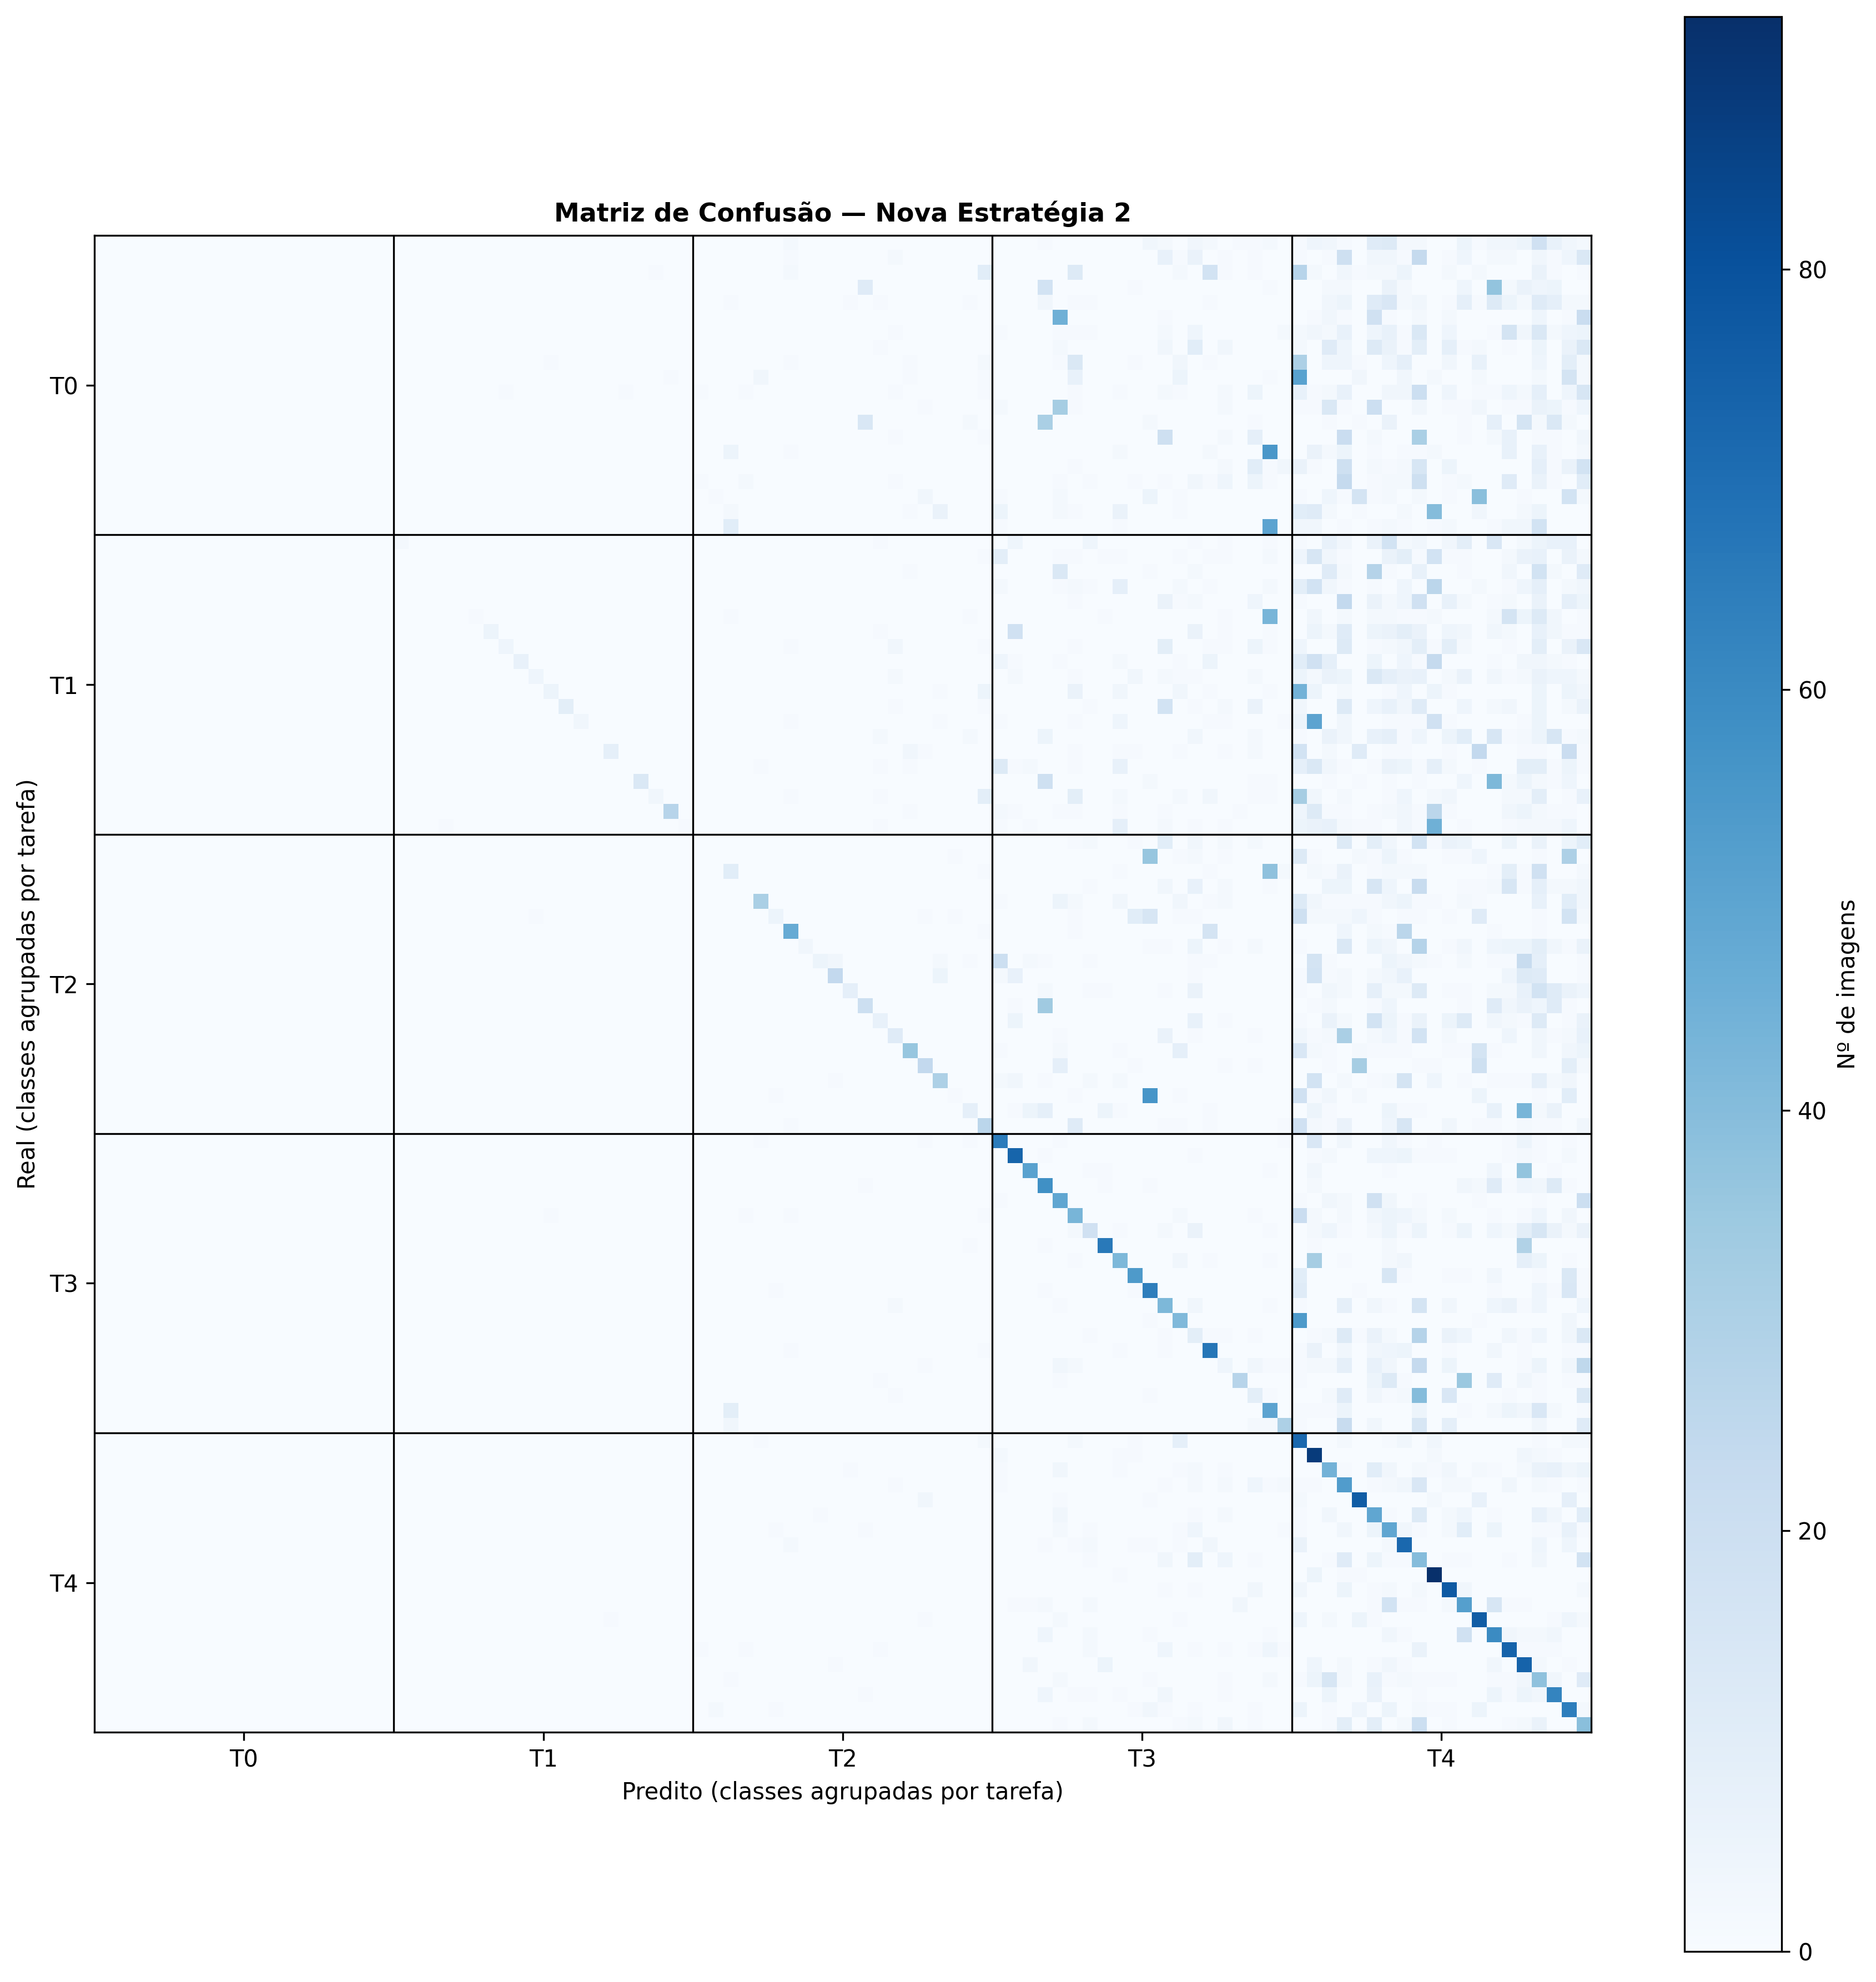 Matriz de Confusão — Nova Estratégia 2
Real (classes agrupadas por tarefa)
T0
T1
T2
T3
T4
T0
T1
T2
T3
T4
Predito (classes agrupadas por tarefa)
80
60
40
20
0
Nº de imagens